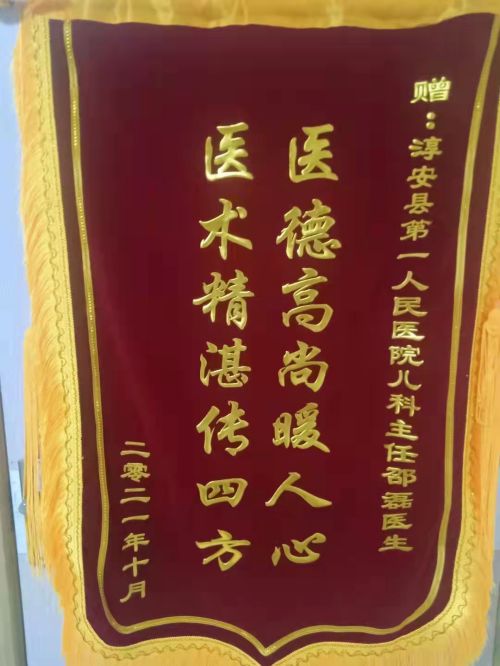 赠：淳安县第一人民医院儿科主任邵磊医生
医德高尚暖人心
医术精湛传四方
二零二一年十月